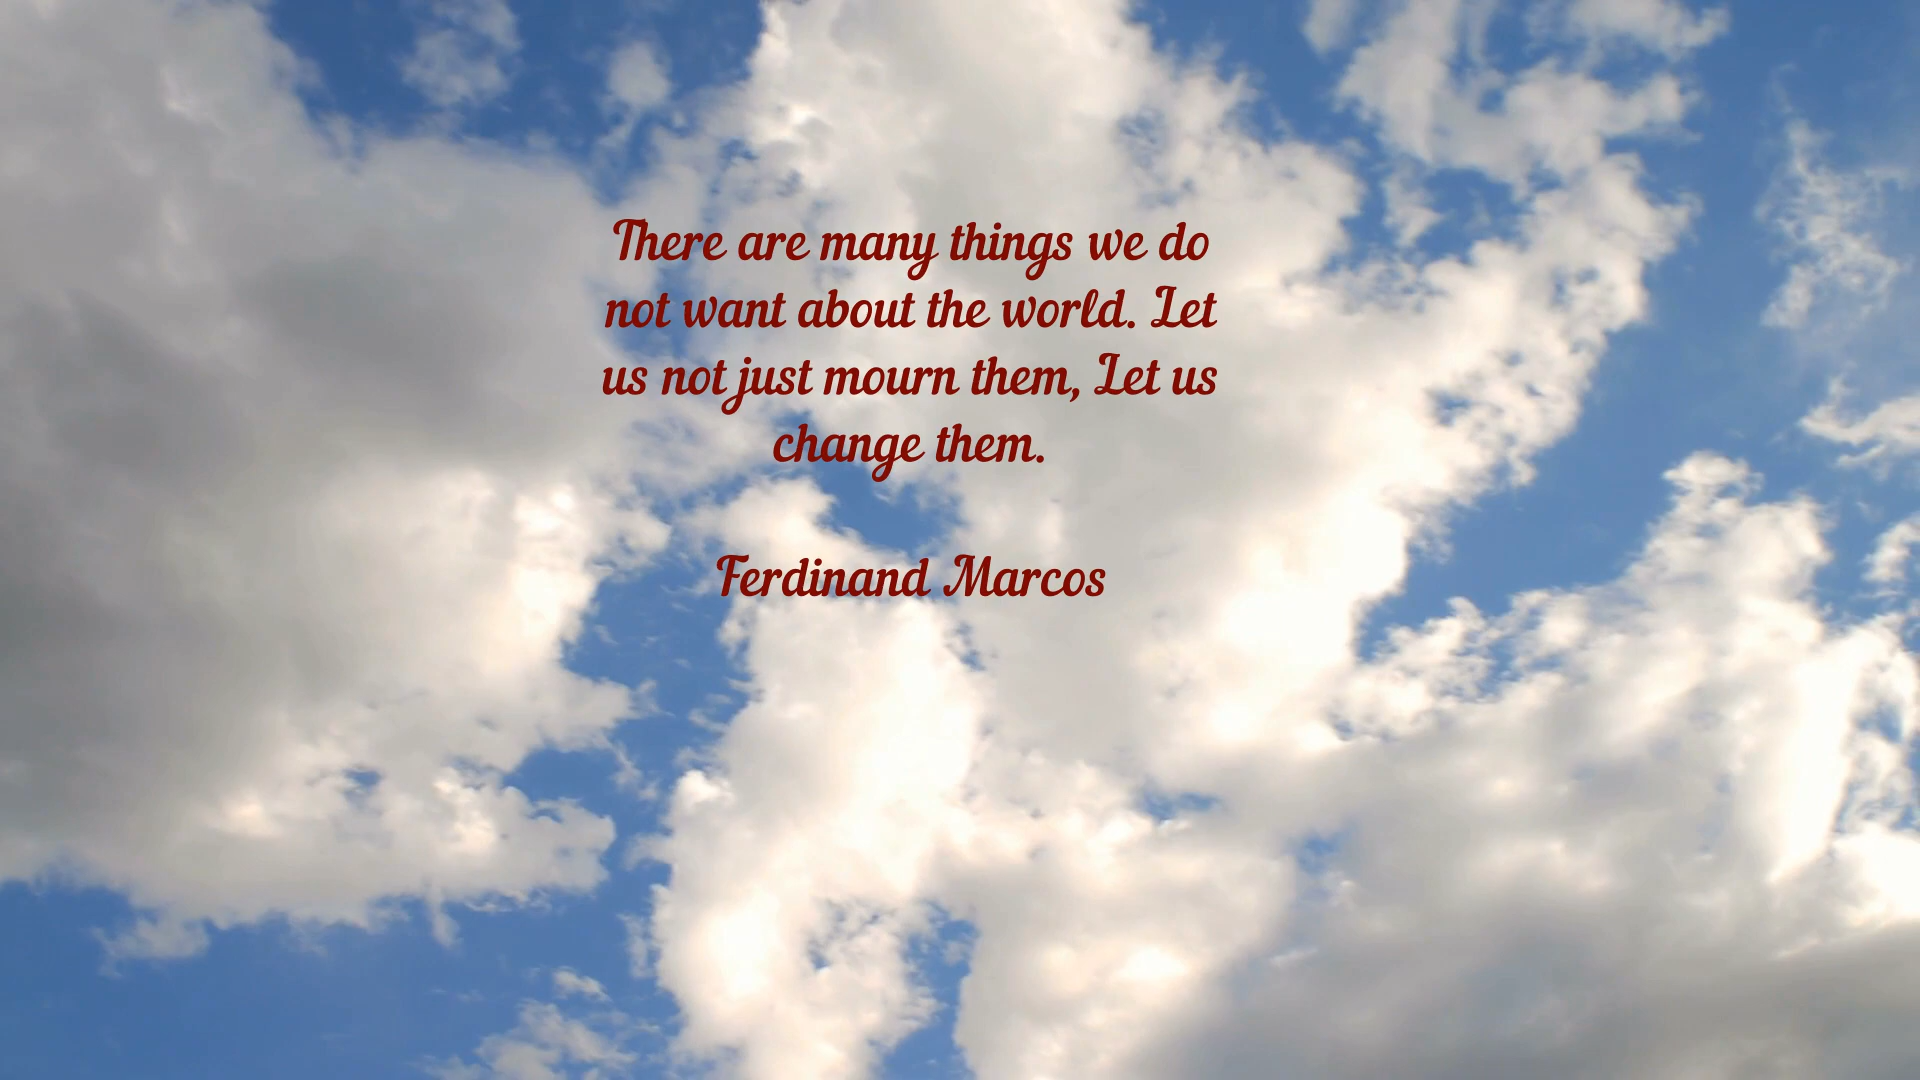 There are many things we do
not want about the world. Let
us not just mourn them, Let us
change them.
Ferdinand Marcos